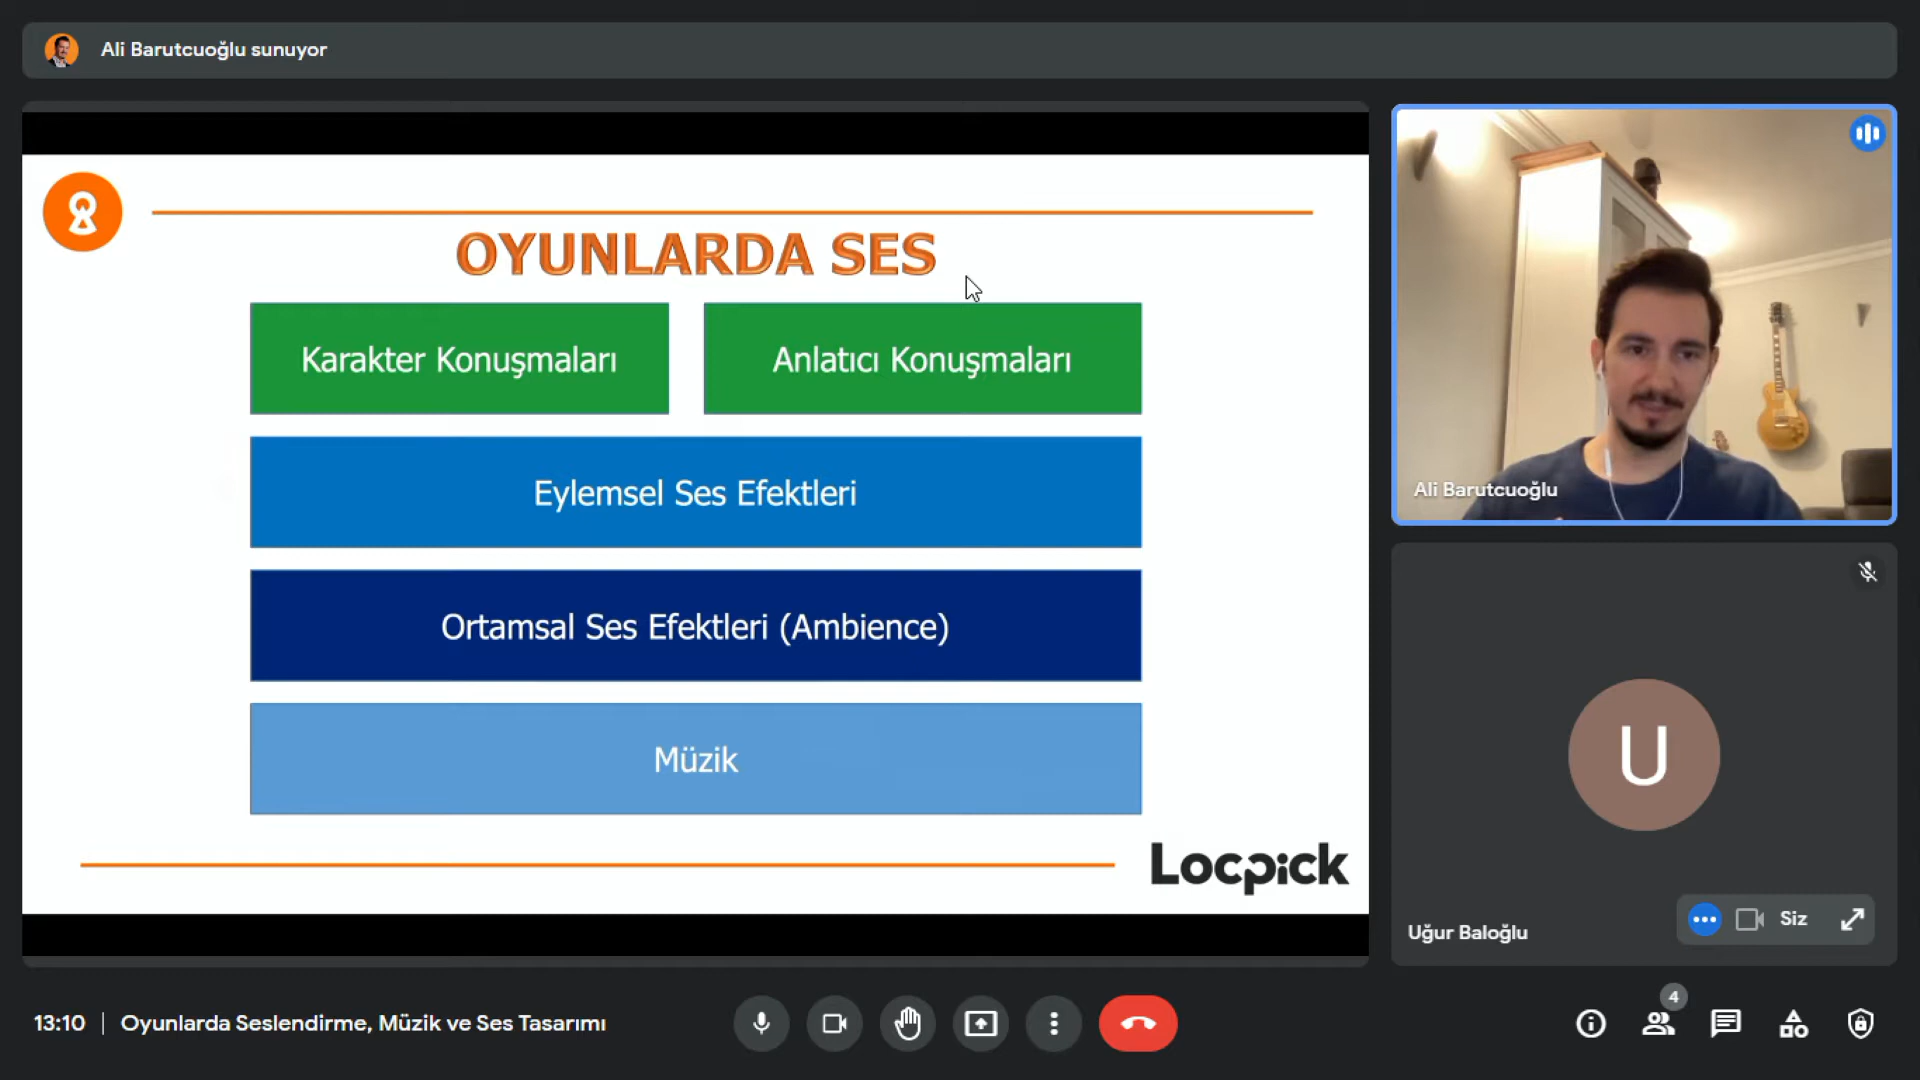 Ali Barutcuoğlu sunuyor
OYUNLARDA SES
Karakter Konuşmaları
Anlatıcı Konuşmaları
Eylemsel Ses Efektleri
Ortamsal Ses Efektleri (Ambience)
Müzik
Locpick
Ali Barutcuoğlu
U
Uğur Baloğlu
Siz
13:10 | Oyunlarda Seslendirme, Müzik ve Ses Tasarımı
4